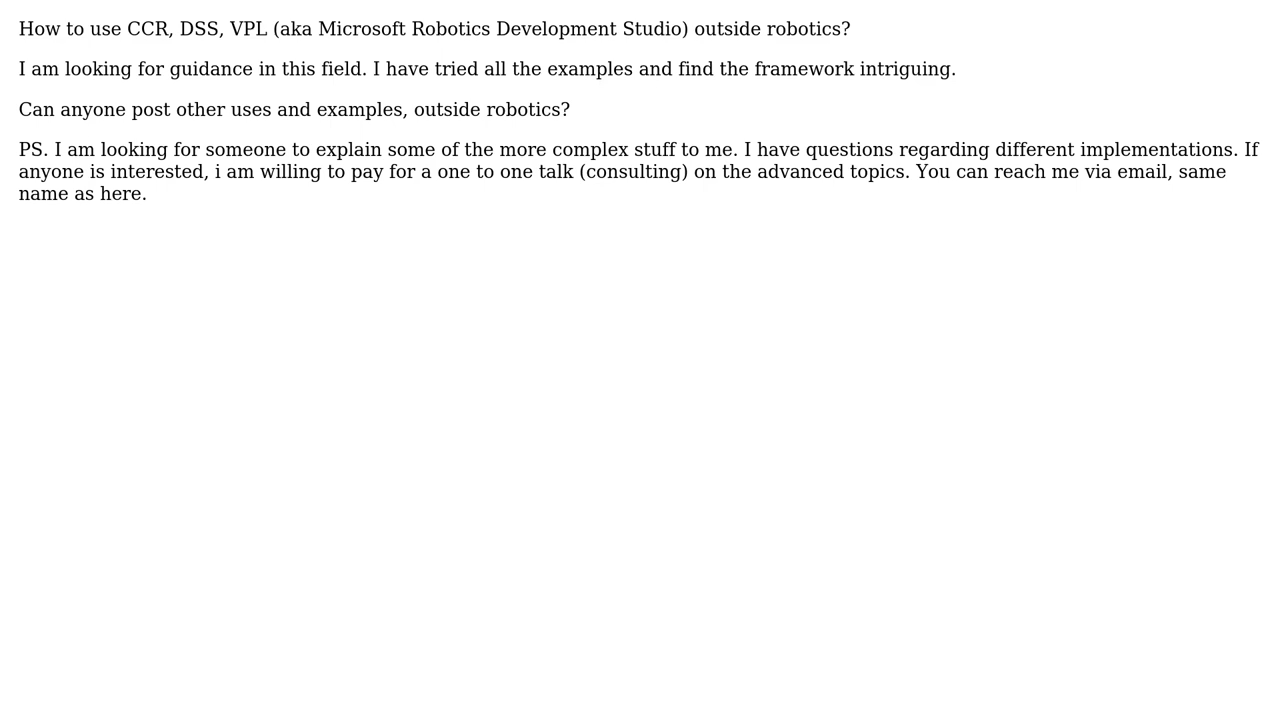 How to use CCR, DSS, VPL (aka Microsoft Robotics Development Studio) outside robotics?
I am looking for guidance in this field. I have tried all the examples and find the framework intriguing.
Can anyone post other uses and examples, outside robotics?
PS. I am looking for someone to explain some of the more complex stuff to me. I have questions regarding different implementations. If
anyone is interested, i am willing to pay for a one to one talk (consulting) on the advanced topics. You can reach me via email, same
name as here.